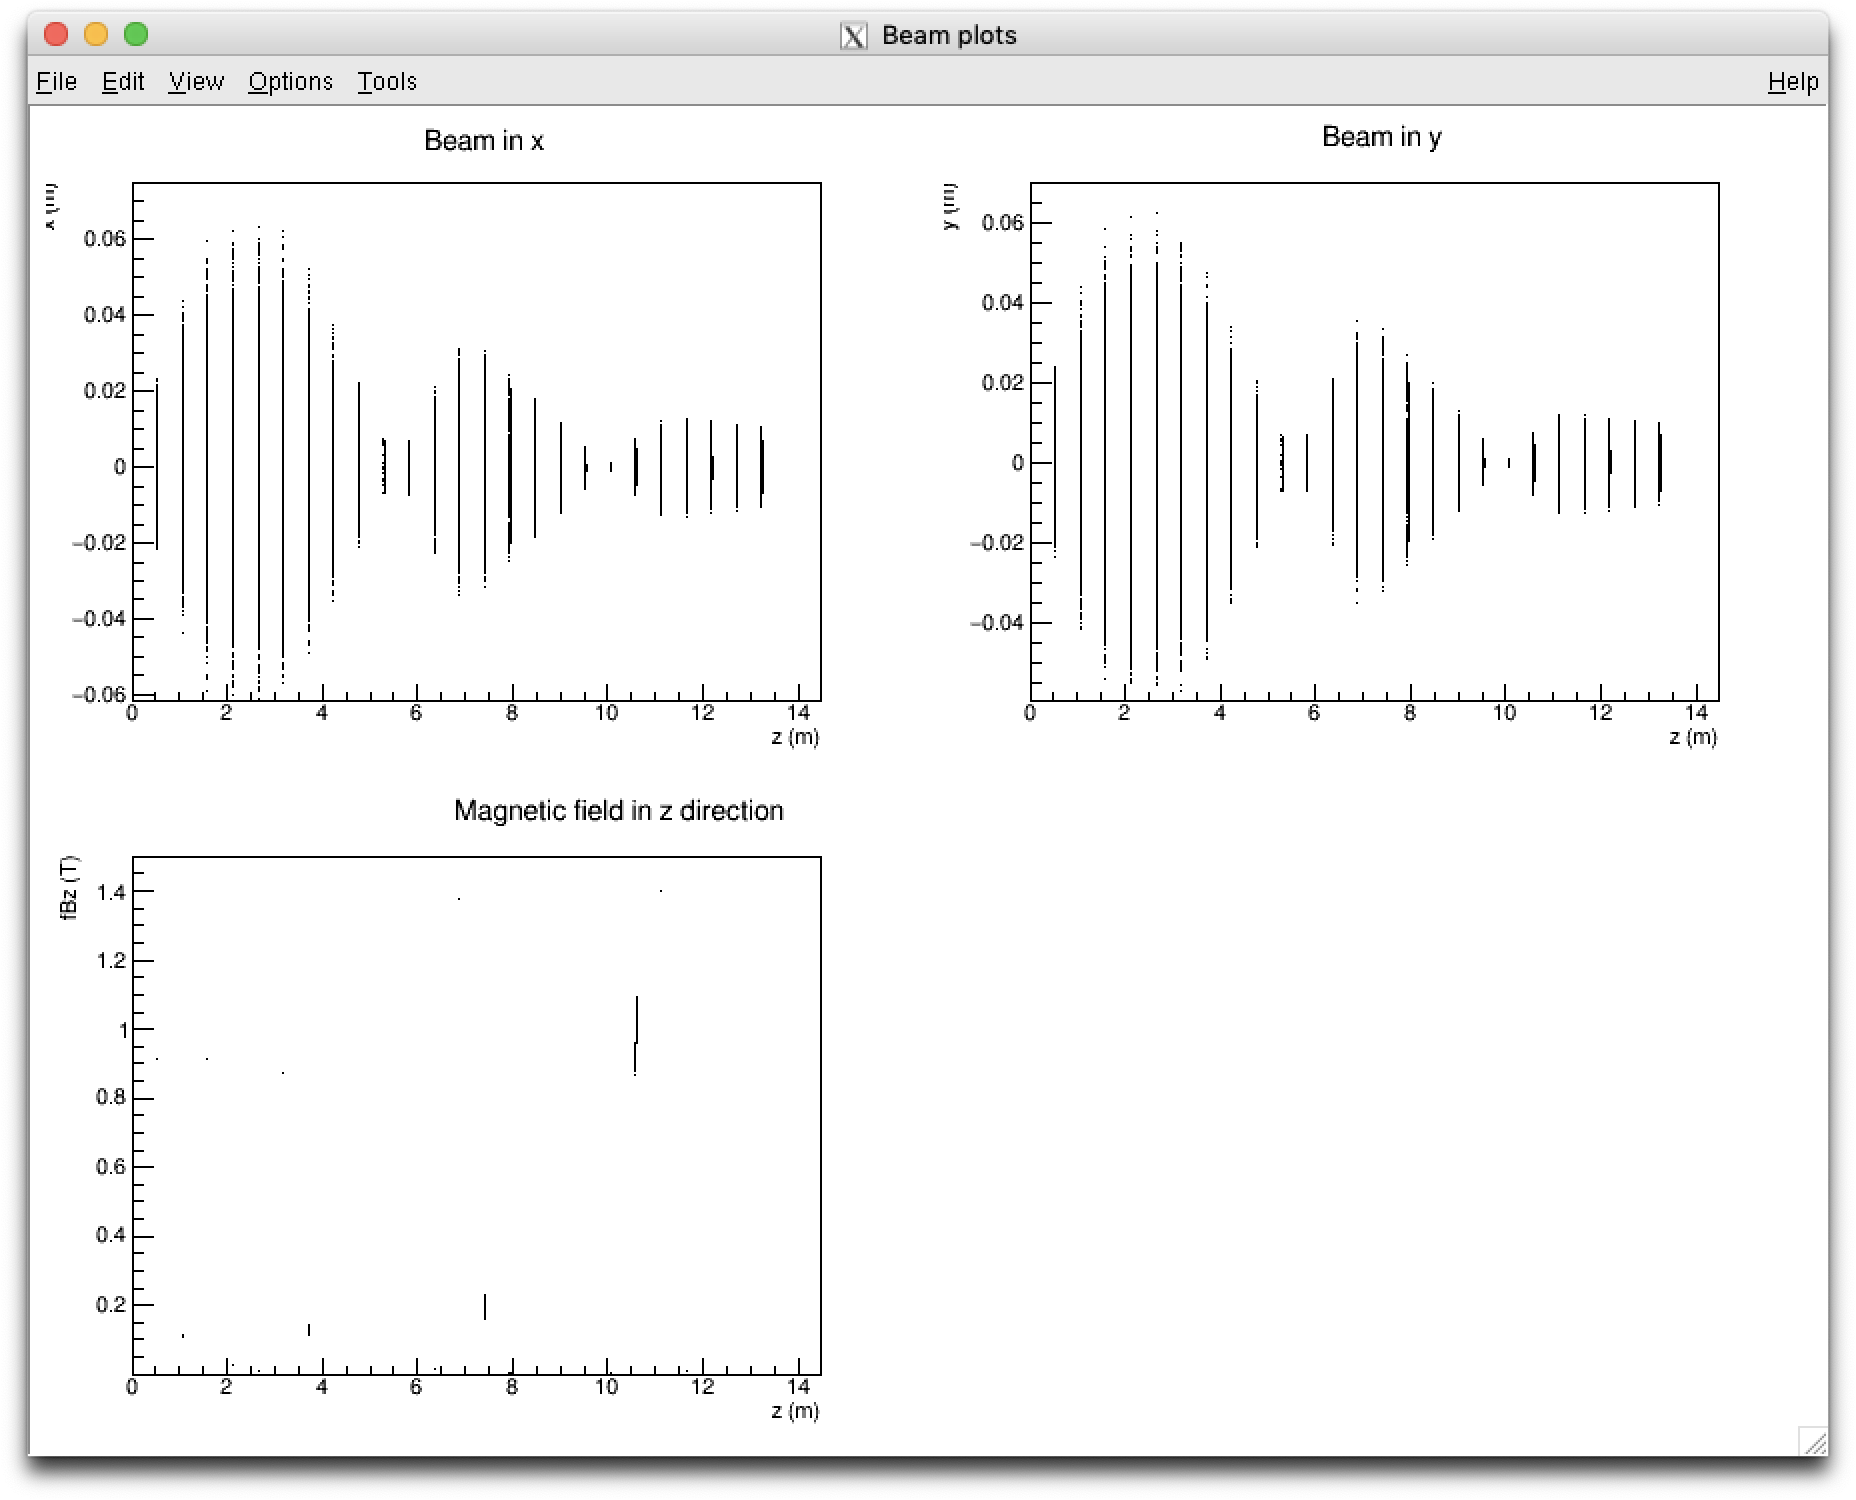 Beam plots
File Edit View Options Tools Help
Beam in x
0.06
0.04
0.02
0
−0.02
−0.04
−0.06
0 2 4 6 8 10 12 14
z (m)
Beam in y
y (m)
0.06
0.04
0.02
0
−0.02
−0.04
0 2 4 6 8 10 12 14
z (m)
Magnetic field in z direction
fBz (T)
1.4
1.2
1
0.8
0.6
0.4
0.2
0 2 4 6 8 10 12 14
z (m)